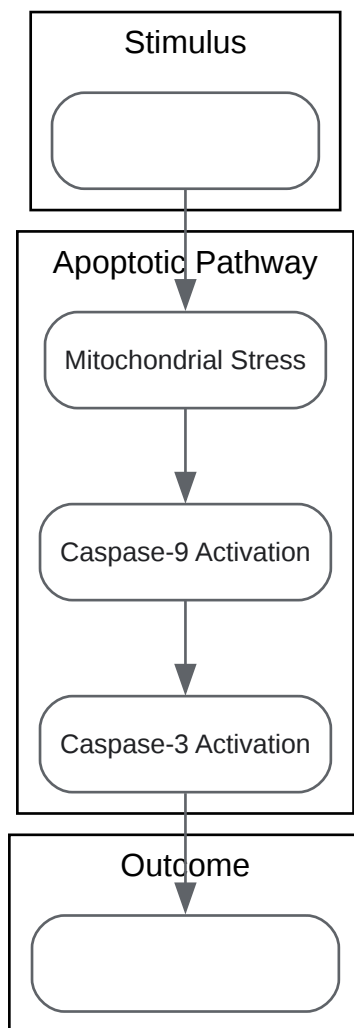 Stimulus
Apoptotic Pathway
Mitochondrial Stress
Caspase-9 Activation
Caspase-3 Activation
Outcome